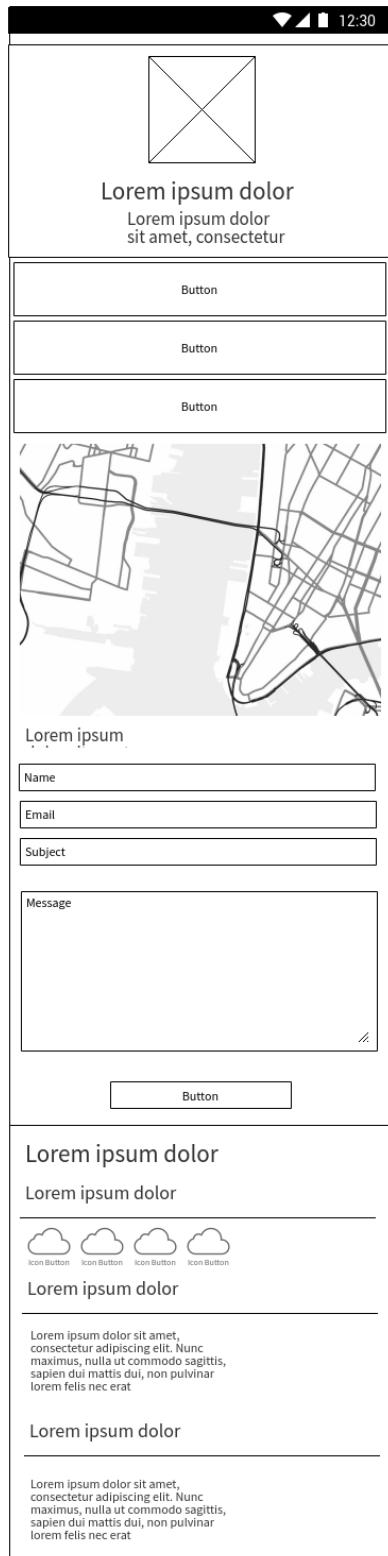 12:30
Lorem ipsum dolor
Lorem ipsum dolor
sit amet, consectetur
Button
Button
Button
Lorem ipsum
Name
Email
Subject
Message
Button
Lorem ipsum dolor
Lorem ipsum dolor
Icon Button Icon Button Icon Button Icon Button
Lorem ipsum dolor
Lorem ipsum dolor sit amet,
consectetur adipiscing elit. Nunc
maximus, nulla ut commodo sagittis,
sapien dui mattis dui, non pulvinar
lorem felis nec erat
Lorem ipsum dolor
Lorem ipsum dolor sit amet,
consectetur adipiscing elit. Nunc
maximus, nulla ut commodo sagittis,
sapien dui mattis dui, non pulvinar
lorem felis nec erat